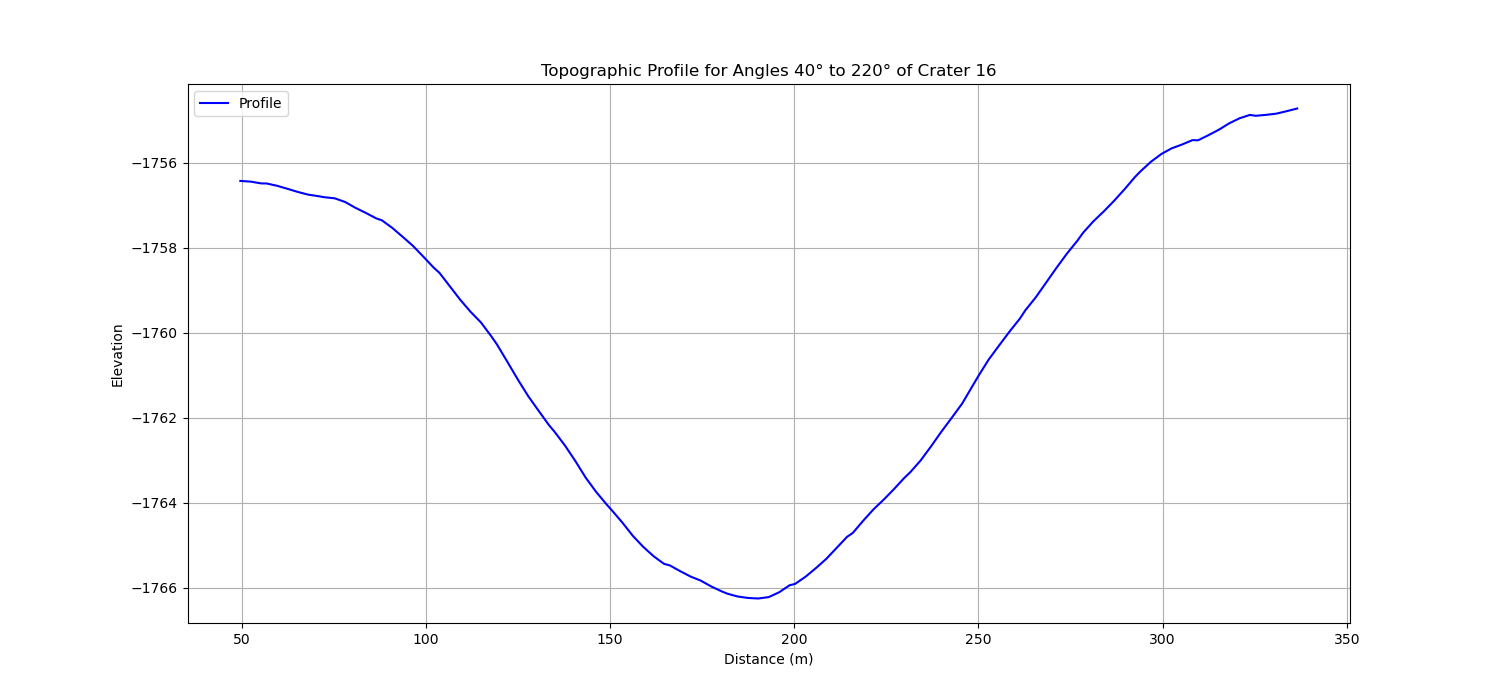 Topographic Profile for Angles 40° to 220° of Crater 16
Profile
−1756
−1758
−1760
−1762
−1764
−1766
Elevation
50 100 150 200 250 300 350
Distance (m)